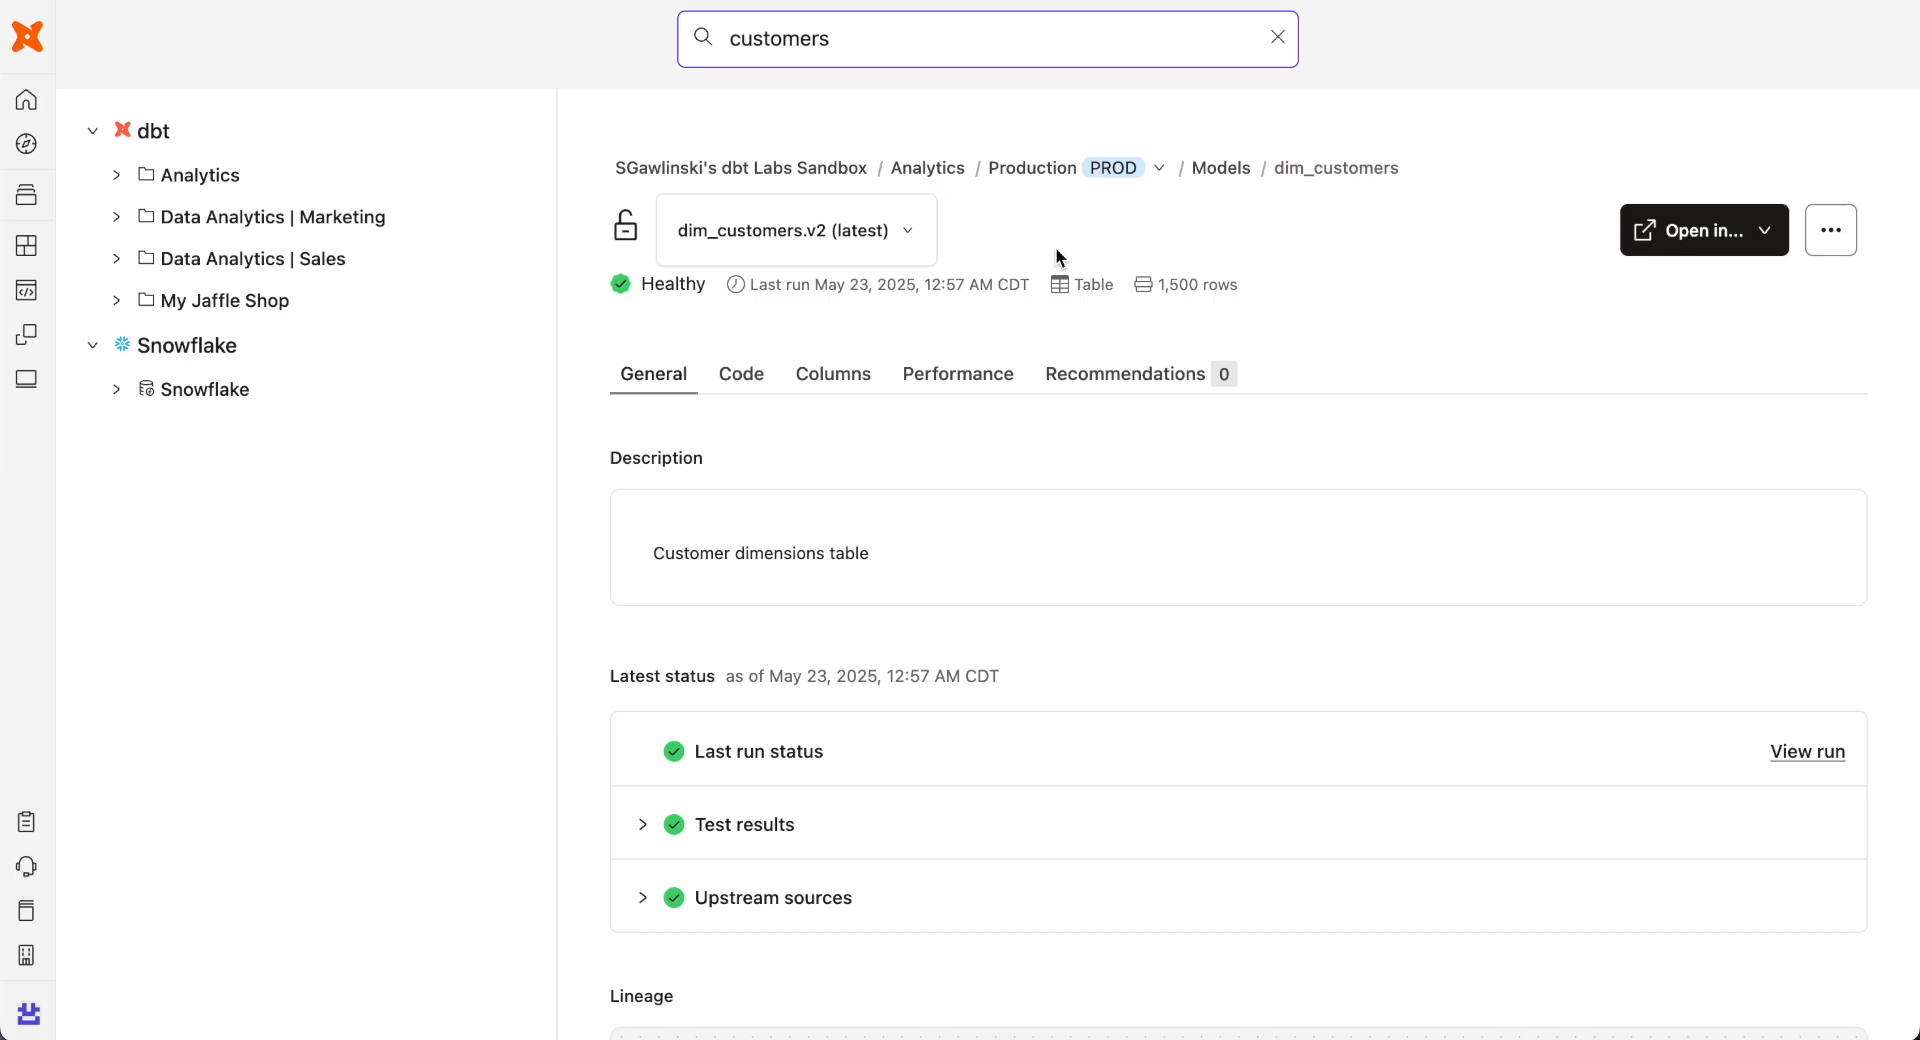 customers
dbt
Analytics
Data Analytics | Marketing
Data Analytics | Sales
My Jaffle Shop
Snowflake
Snowflake
SGawlinski's dbt Labs Sandbox / Analytics / Production PROD / Models / dim_customers
dim_customers.v2 (latest)
Open in...
Healthy Last run May 23, 2025, 12:57 AM CDT Table 1,500 rows
General Code Columns Performance Recommendations 0
Description
Customer dimensions table
Latest status as of May 23, 2025, 12:57 AM CDT
Last run status View run
Test results
Upstream sources
Lineage